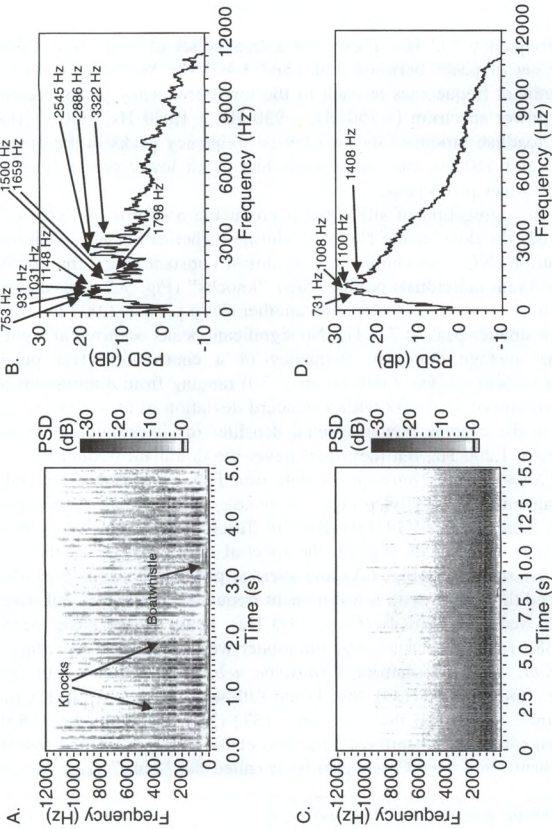 A.
Frequency (Hz)
12000
10000
8000
6000
4000
2000
0
Knocks
Boatwhistle
0.0 1.0 2.0 3.0 4.0 5.0
Time (s)
PSD
(dB)
30
20
10
0
B.
PSD (dB)
30
20
10
0
753 Hz
931 Hz
1031 Hz
1148 Hz
1509 Hz
1659 Hz
2545 Hz
2886 Hz
3322 Hz
1798 Hz
0 3000 6000 9000 12000
Frequency (Hz)
C.
Frequency (Hz)
12000
10000
8000
6000
4000
2000
0
0 2.5 5.0 7.5 10.0 12.5 15.0
Time (s)
PSD
(dB)
30
20
10
0
D.
PSD (dB)
30
20
10
0
731 Hz
1008 Hz
1100 Hz
1408 Hz
0 3000 6000 9000 12000
Frequency (Hz)